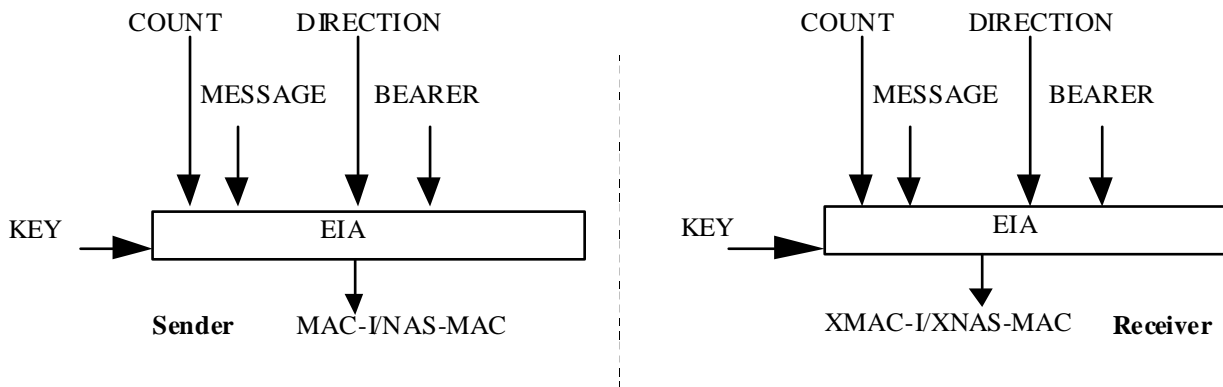 COUNT DIRECTION
MESSAGE BEARER
KEY EIA
Sender MAC-I/NAS-MAC
COUNT DIRECTION
MESSAGE BEARER
KEY EIA
XMAC-I/XNAS-MAC Receiver